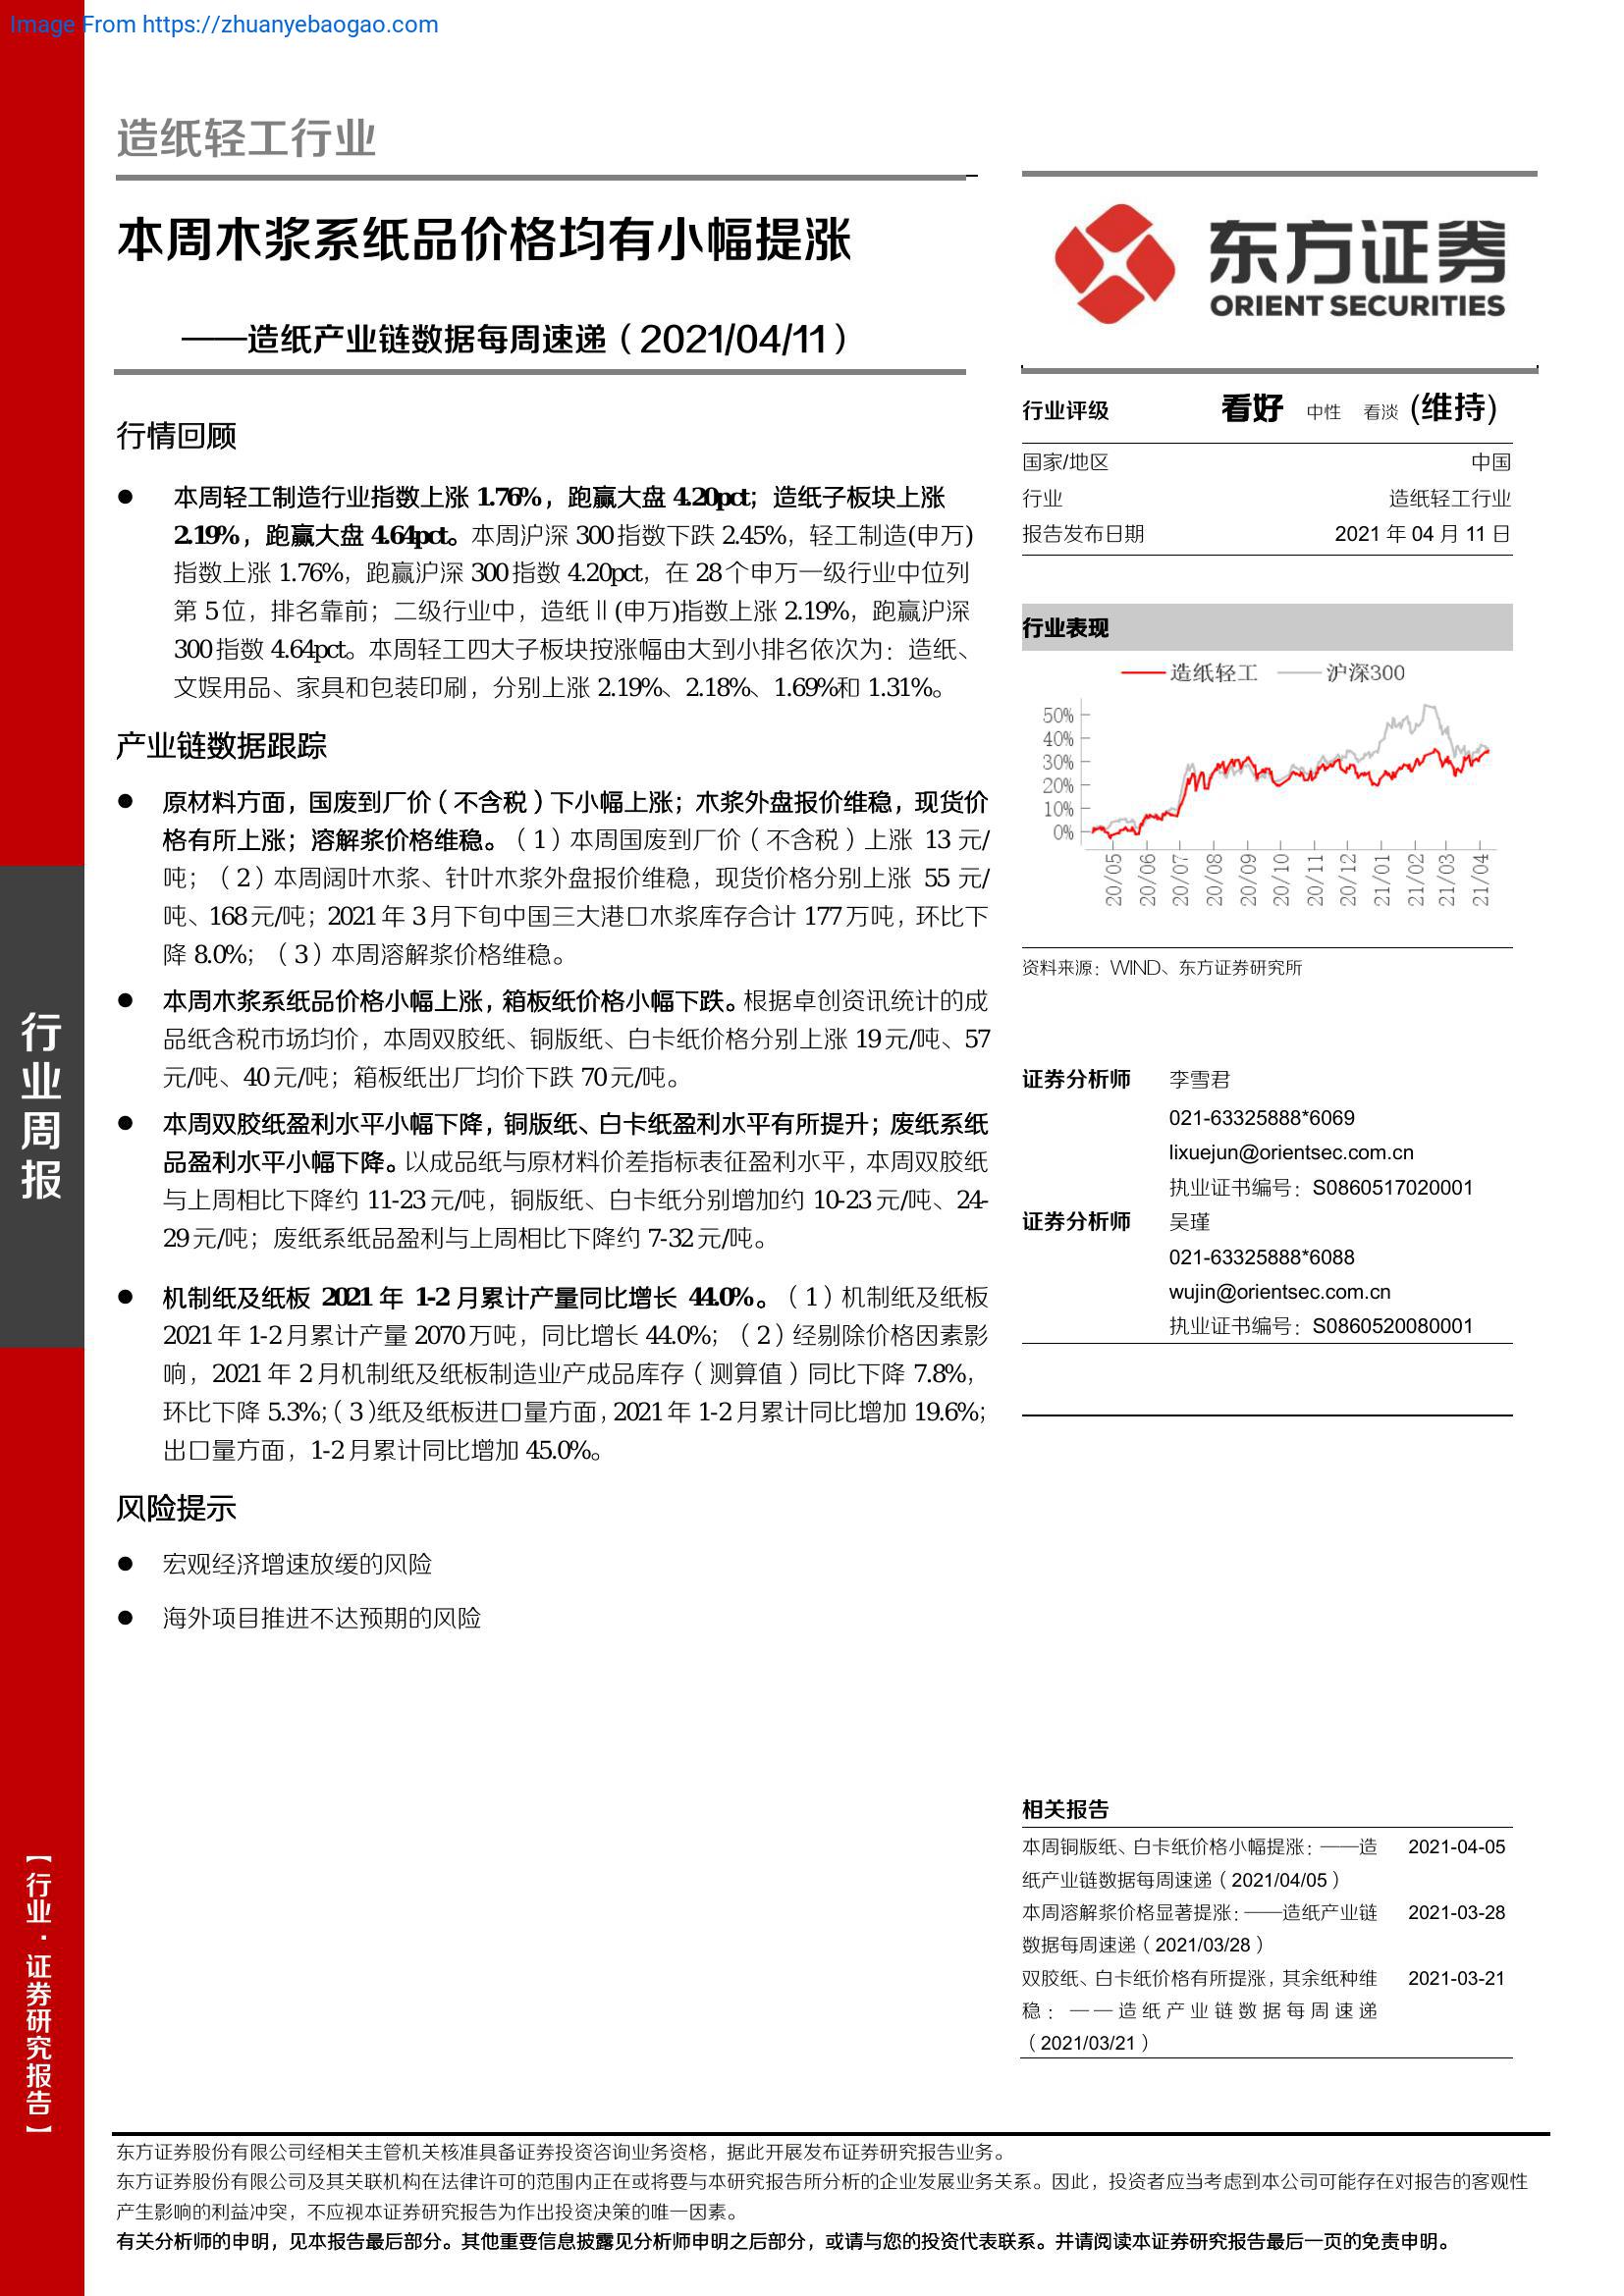 Image From https://zhuanyebaogao.com
造纸轻工行业
本周木浆系纸品价格均有小幅提涨
——造纸产业链数据每周速递（2021/04/11）
行情回顾
● 本周轻工制造行业指数上涨 1.76%，跑赢大盘 4.20pct；造纸子板块上涨
2.19%，跑赢大盘 4.64pct。本周沪深 300 指数下跌 2.45%，轻工制造(申万)
指数上涨 1.76%，跑赢沪深 300 指数 4.20pct，在 28 个申万一级行业中位列
第 5 位，排名靠前；二级行业中，造纸Ⅱ(申万)指数上涨 2.19%，跑赢沪深
300 指数 4.64pct。本周轻工四大子板块按涨幅由大到小排名依次为：造纸、
文娱用品、家具和包装印刷，分别上涨 2.19%、2.18%、1.69%和 1.31%。
产业链数据跟踪
● 原材料方面，国废到厂价（不含税）下小幅上涨；木浆外盘报价维稳，现货价
格有所上涨；溶解浆价格维稳。（1）本周国废到厂价（不含税）上涨 13 元/
吨；（2）本周阔叶木浆、针叶木浆外盘报价维稳，现货价格分别上涨 55 元/
吨、168 元/吨；2021 年 3 月下旬中国三大港口木浆库存合计 177 万吨，环比下
降 8.0%；（3）本周溶解浆价格维稳。
● 本周木浆系纸品价格小幅上涨，箱板纸价格小幅下跌。根据卓创资讯统计的成
品纸含税市场均价，本周双胶纸、铜版纸、白卡纸价格分别上涨 19 元/吨、57
元/吨、40 元/吨；箱板纸出厂均价下跌 70 元/吨。
● 本周双胶纸盈利水平小幅下降，铜版纸、白卡纸盈利水平有所提升；废纸系纸
品盈利水平小幅下降。以成品纸与原材料价差指标表征盈利水平，本周双胶纸
与上周相比下降约 11-23 元/吨，铜版纸、白卡纸分别增加约 10-23 元/吨、24-
29 元/吨；废纸系纸品盈利与上周相比下降约 7-32 元/吨。
● 机制纸及纸板 2021 年 1-2 月累计产量同比增长 44.0%。（1）机制纸及纸板
2021 年 1-2 月累计产量 2070 万吨，同比增长 44.0%；（2）经剔除价格因素影
响，2021 年 2 月机制纸及纸板制造业产成品库存（测算值）同比下降 7.8%，
环比下降 5.3%；（3）纸及纸板进口量方面，2021 年 1-2 月累计同比增加 19.6%；
出口量方面，1-2 月累计同比增加 45.0%。
风险提示
● 宏观经济增速放缓的风险
● 海外项目推进不达预期的风险
东方证券
ORIENT SECURITIES
行业评级 看好 中性 看淡 (维持)
国家/地区 中国
行业 造纸轻工行业
报告发布日期 2021 年 04 月 11 日
行业表现
造纸轻工 沪深300
50%
40%
30%
20%
10%
0%
20/05 20/06 20/07 20/08 20/09 20/10 20/11 20/12 21/01 21/02 21/03 21/04
资料来源：WIND、东方证券研究所
证券分析师 李雪君
021-63325888*6069
lixuejun@orientsec.com.cn
执业证书编号：S0860517020001
证券分析师 吴瑾
021-63325888*6088
wujin@orientsec.com.cn
执业证书编号：S0860520080001
相关报告
本周铜版纸、白卡纸价格小幅提涨：——造 2021-04-05
纸产业链数据每周速递（2021/04/05）
本周溶解浆价格显著提涨：——造纸产业链 2021-03-28
数据每周速递（2021/03/28）
双胶纸、白卡纸价格有所提涨，其余纸种维 2021-03-21
稳：——造纸产业链数据每周速递
（2021/03/21）
行业周报
【行业·证券研究报告】
东方证券股份有限公司经相关主管机关核准具备证券投资咨询业务资格，据此开展发布证券研究报告业务。
东方证券股份有限公司及其关联机构在法律许可的范围内正在或将要与本研究报告所分析的企业发展业务关系。因此，投资者应当考虑到本公司可能存在对报告的客观性
产生影响的利益冲突，不应视本证券研究报告为作出投资决策的唯一因素。
有关分析师的申明，见本报告最后部分。其他重要信息披露见分析师申明之后部分，或请与您的投资代表联系。并请阅读本证券研究报告最后一页的免责申明。